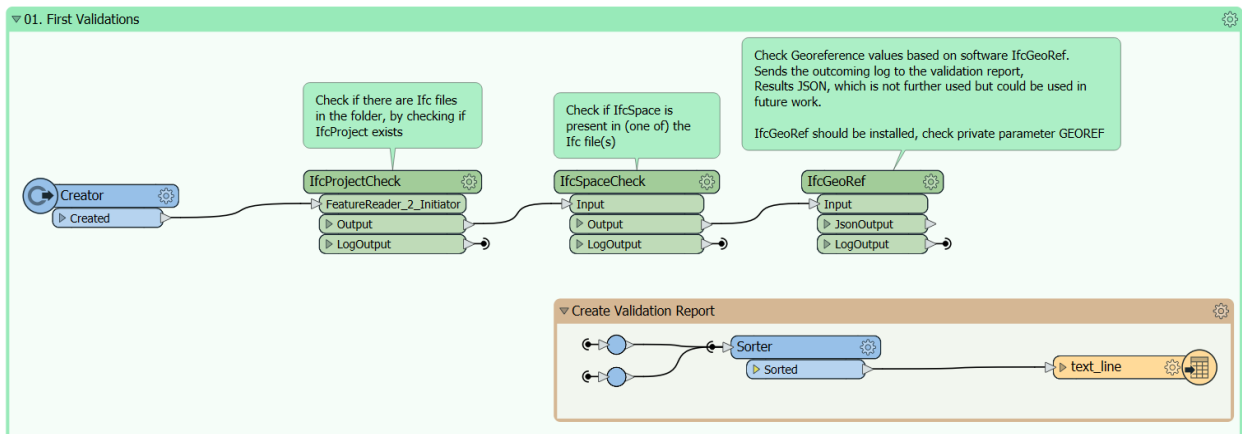 01. First Validations
Check Georeference values based on software IfcGeoRef.
Sends the outcoming log to the validation report,
Results JSON, which is not further used but could be used in
future work.
IfcGeoRef should be installed, check private parameter GEOREF
Check if there are Ifc files
in the folder, by checking if
IfcProject exists
Check if IfcSpace is
present in (one of) the
Ifc file(s)
Creator
Created
IfcProjectCheck
FeatureReader_2_Initiator
Output
LogOutput
IfcSpaceCheck
Input
Output
LogOutput
IfcGeoRef
Input
JsonOutput
LogOutput
Create Validation Report
Sorter
Sorted
text_line